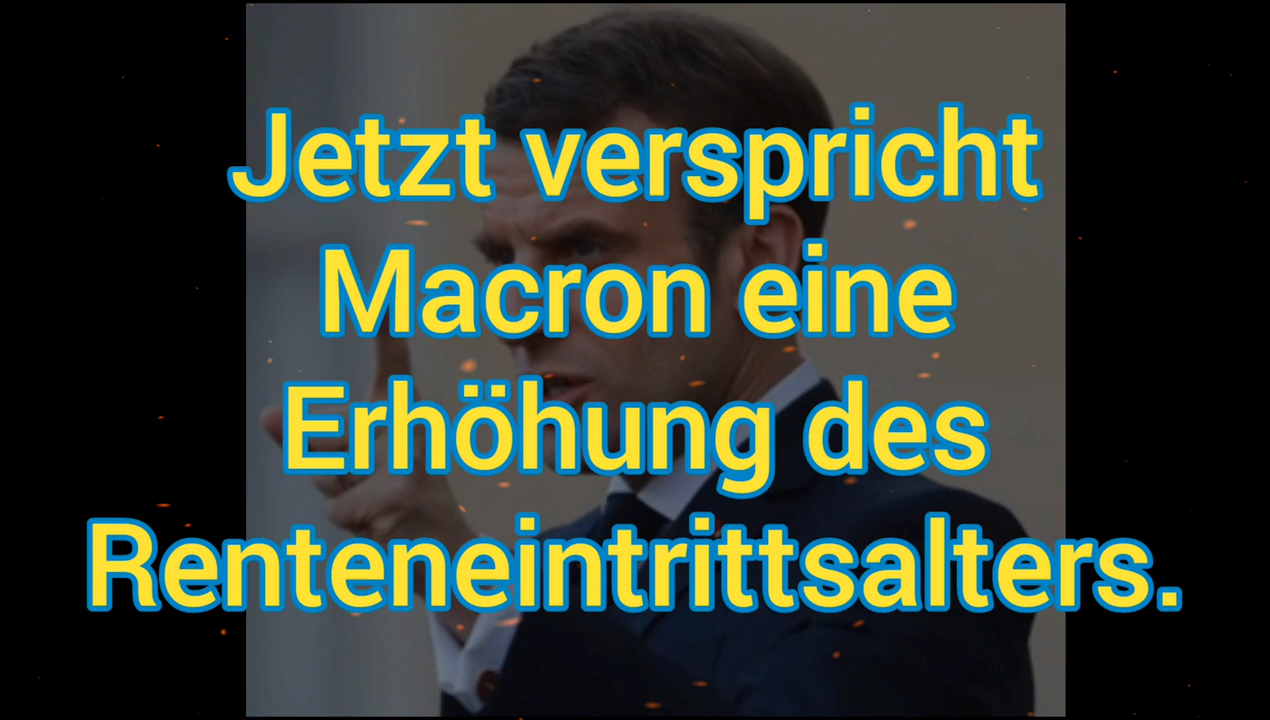 Jetzt verspricht
Macron eine
Erhöhung des
Renteneintrittsalters.